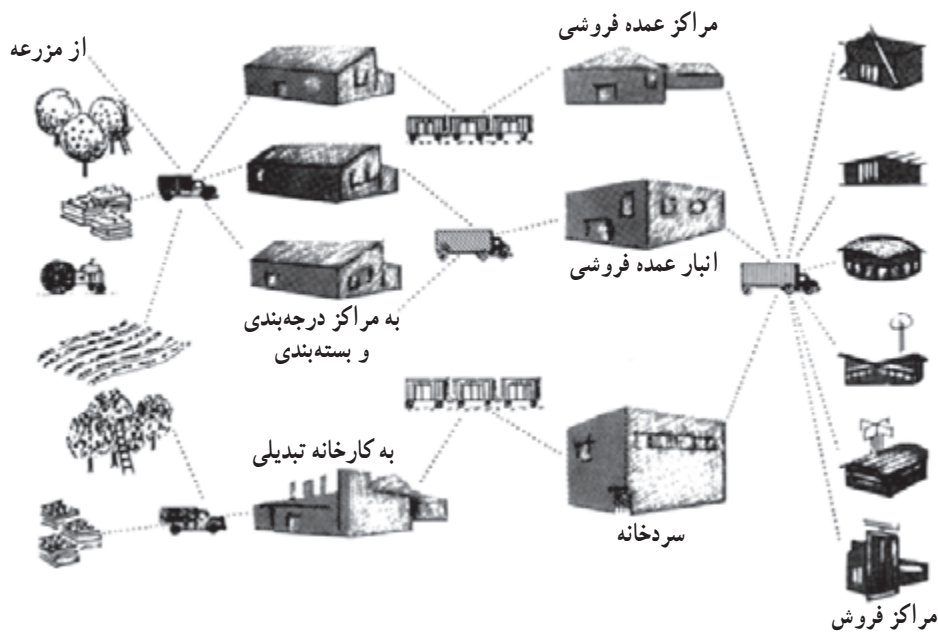 مراکز عمده فروشی
از مزرعه
انبار عمده فروشی
به مراکز درجه‌بندی
و بسته‌بندی
به کارخانه تبدیلی
سردخانه
مراکز فروش